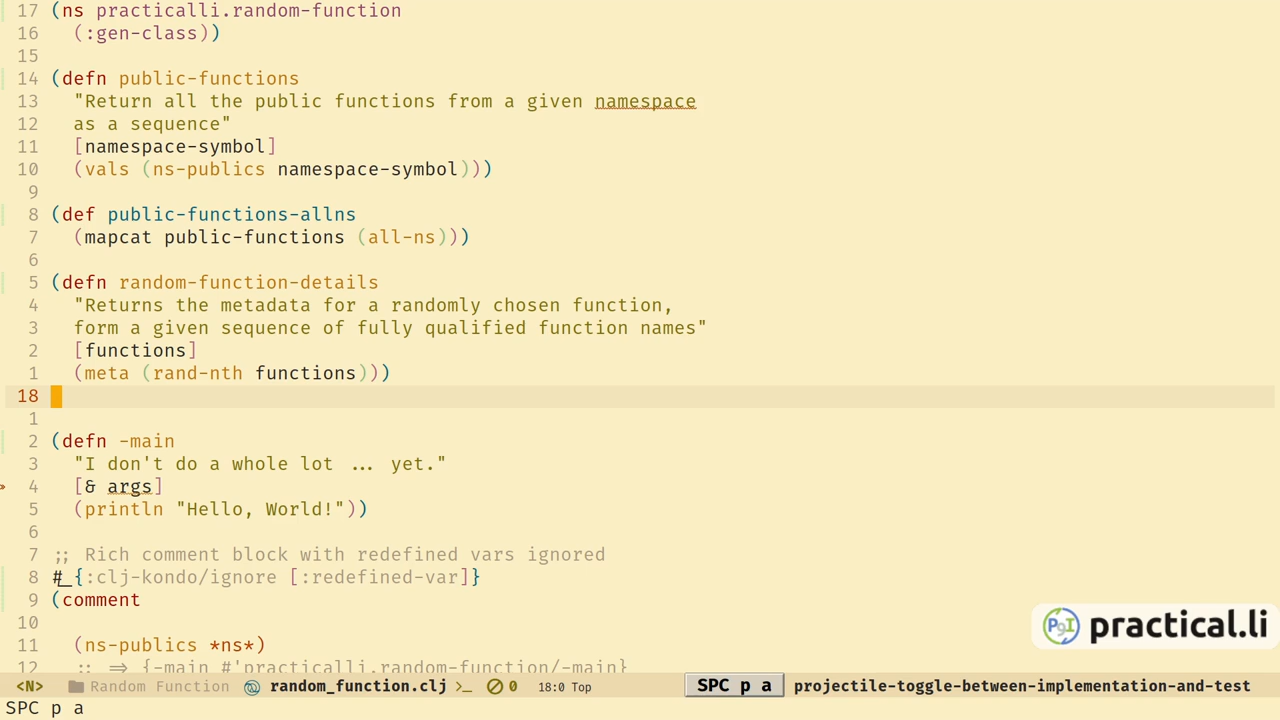 17 (ns practicalli.random-function
16   (:gen-class))
15
14 (defn public-functions
13   "Return all the public functions from a given namespace
12   as a sequence"
11   [namespace-symbol]
10   (vals (ns-publics namespace-symbol)))
9
8 (def public-functions-allns
7   (mapcat public-functions (all-ns)))
6
5 (defn random-function-details
4   "Returns the metadata for a randomly chosen function,
3   form a given sequence of fully qualified function names"
2   [functions]
1   (meta (rand-nth functions)))
18
1
2 (defn -main
3   "I don't do a whole lot ... yet."
4   [& args]
5   (println "Hello, World!"))
6
7 ;; Rich comment block with redefined vars ignored
8 #_{:clj-kondo/ignore [:redefined-var]}
9 (comment
10
11   (ns-publics *ns*)
12   ;; => {-main #'practicalli.random-function/-main}
practical.li
<N> Random Function random_function.clj >_ 0 18:0 Top SPC p a projectile-toggle-between-implementation-and-test
SPC p a